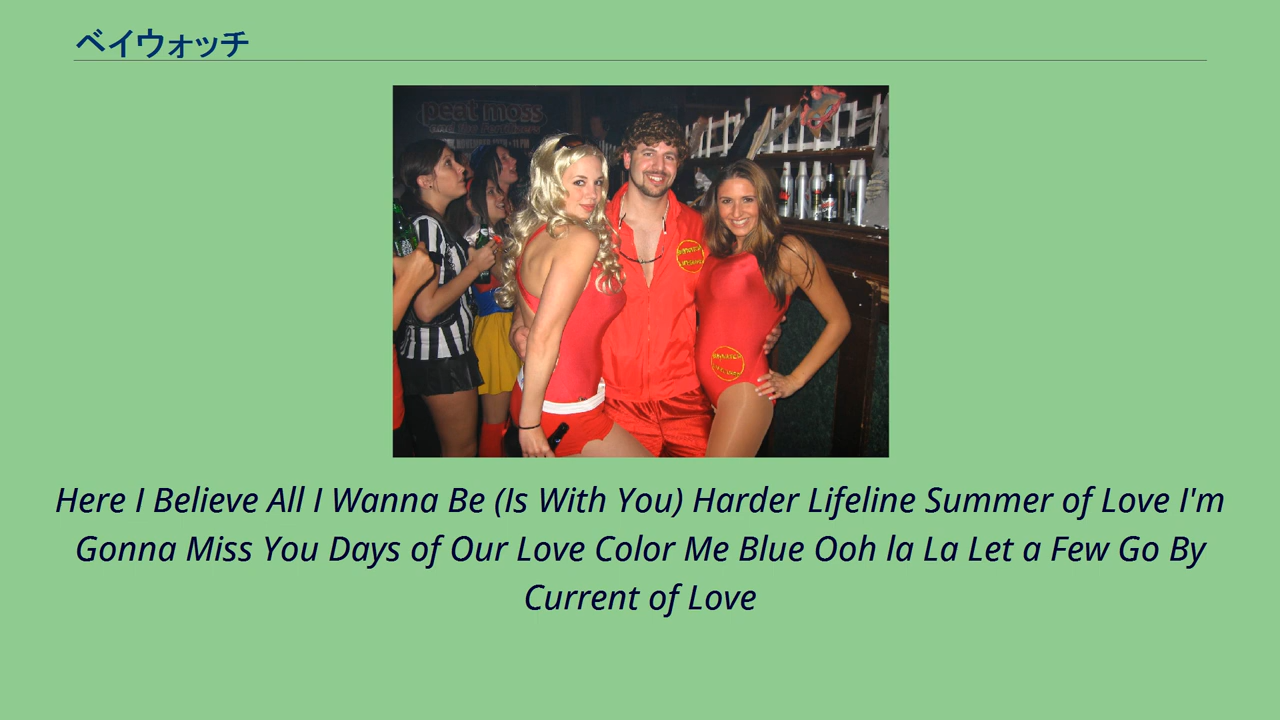 ベイウォッチ
peat moss
Here I Believe All I Wanna Be (Is With You) Harder Lifeline Summer of Love I'm
Gonna Miss You Days of Our Love Color Me Blue Ooh la La Let a Few Go By
Current of Love